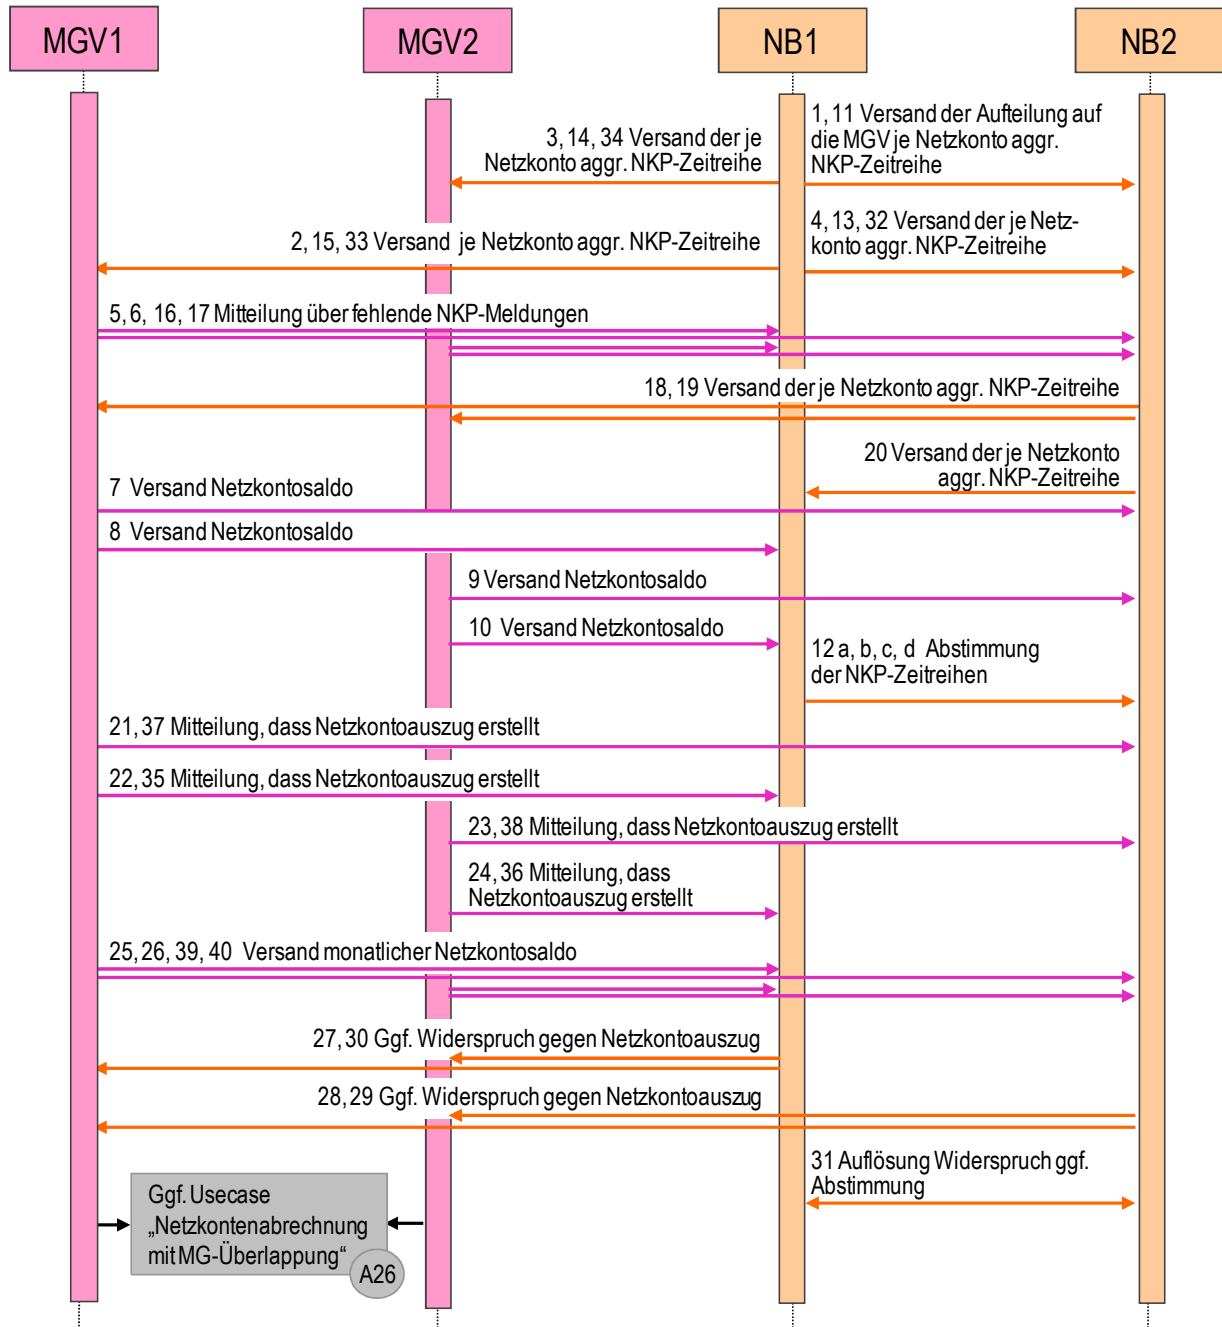 MGV1
MGV2
NB1
NB2
1, 11 Versand der Aufteilung auf
die MGV je Netzkonto aggr.
NKP-Zeitreihe
3, 14, 34 Versand der je
Netzkonto aggr. NKP-Zeitreihe
4, 13, 32 Versand der je Netz-
konto aggr. NKP-Zeitreihe
2, 15, 33 Versand je Netzkonto aggr. NKP-Zeitreihe
5, 6, 16, 17 Mitteilung über fehlende NKP-Meldungen
18, 19 Versand der je Netzkonto aggr. NKP-Zeitreihe
20 Versand der je Netzkonto
aggr. NKP-Zeitreihe
7 Versand Netzkontosaldo
8 Versand Netzkontosaldo
9 Versand Netzkontosaldo
10 Versand Netzkontosaldo
12 a, b, c, d Abstimmung
der NKP-Zeitreihen
21, 37 Mitteilung, dass Netzkontoauszug erstellt
22, 35 Mitteilung, dass Netzkontoauszug erstellt
23, 38 Mitteilung, dass Netzkontoauszug erstellt
24, 36 Mitteilung, dass
Netzkontoauszug erstellt
25, 26, 39, 40 Versand monatlicher Netzkontosaldo
27, 30 Ggf. Widerspruch gegen Netzkontoauszug
28, 29 Ggf. Widerspruch gegen Netzkontoauszug
31 Auflösung Widerspruch ggf.
Abstimmung
Ggf. Usecase
„Netzkontenabrechnung
mit MG-Überlappung“
A26